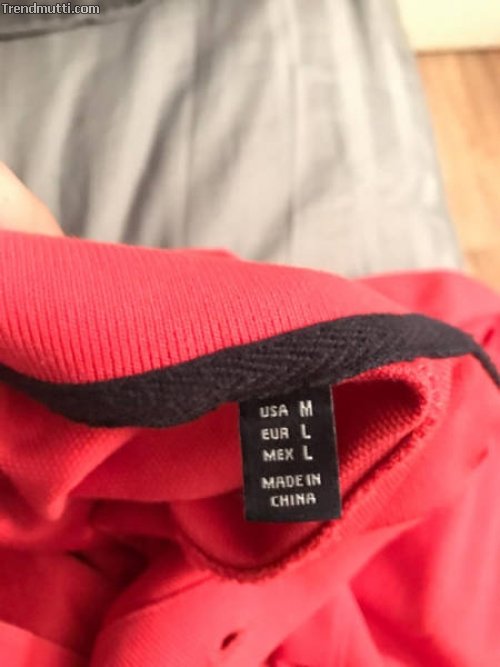 Trendmutti.com
USA M
EUR L
MEX L
MADE IN
CHINA